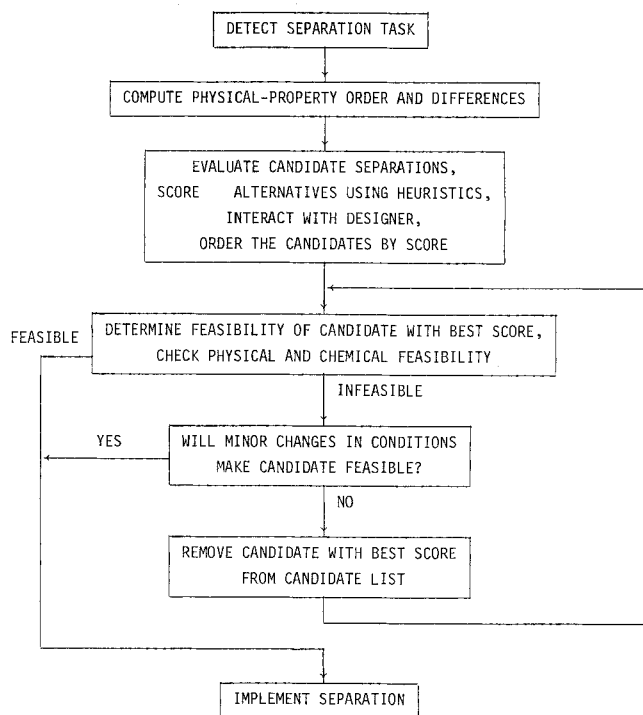 DETECT SEPARATION TASK
COMPUTE PHYSICAL-PROPERTY ORDER AND DIFFERENCES
EVALUATE CANDIDATE SEPARATIONS,
SCORE ALTERNATIVES USING HEURISTICS,
INTERACT WITH DESIGNER,
ORDER THE CANDIDATES BY SCORE
FEASIBLE
DETERMINE FEASIBILITY OF CANDIDATE WITH BEST SCORE,
CHECK PHYSICAL AND CHEMICAL FEASIBILITY
INFEASIBLE
YES
WILL MINOR CHANGES IN CONDITIONS
MAKE CANDIDATE FEASIBLE?
NO
REMOVE CANDIDATE WITH BEST SCORE
FROM CANDIDATE LIST
IMPLEMENT SEPARATION